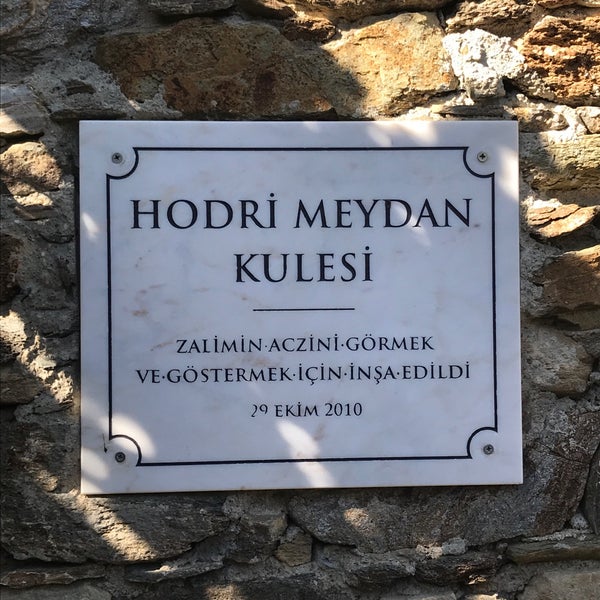 HODRİ MEYDAN
KULESİ
ZALİMİN·ACZİNİ·GÖRMEK
VE·GÖSTERMEK·İÇİN·İNŞA·EDİLDİ
29 EKİM 2010